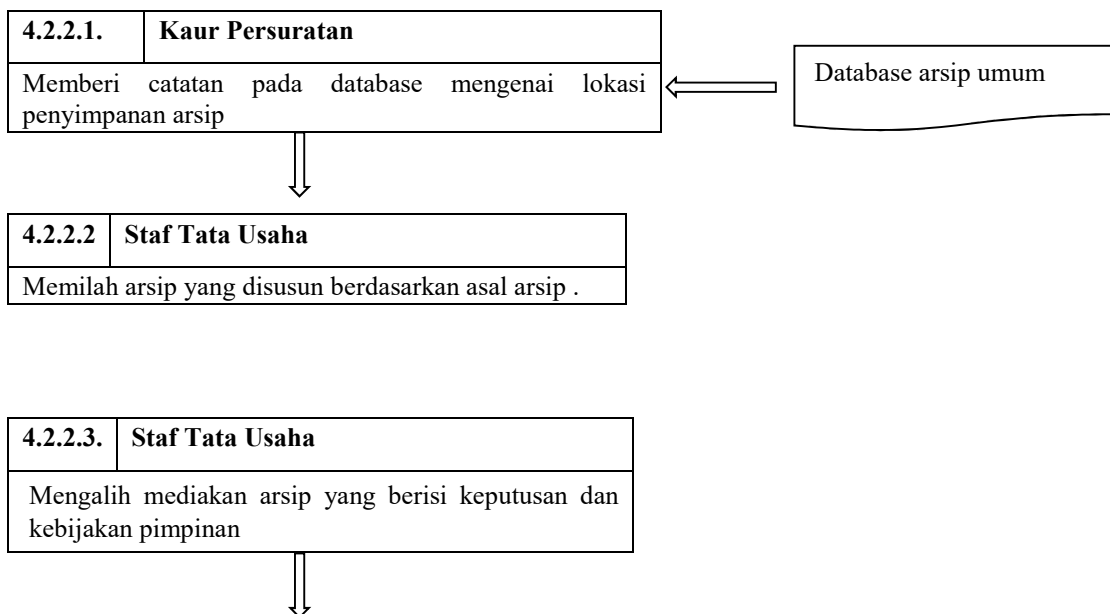 4.2.2.1. Kaur Persuratan
Memberi catatan pada database mengenai lokasi
penyimpanan arsip
Database arsip umum
4.2.2.2 Staf Tata Usaha
Memilah arsip yang disusun berdasarkan asal arsip .
4.2.2.3. Staf Tata Usaha
Mengalih mediakan arsip yang berisi keputusan dan
kebijakan pimpinan